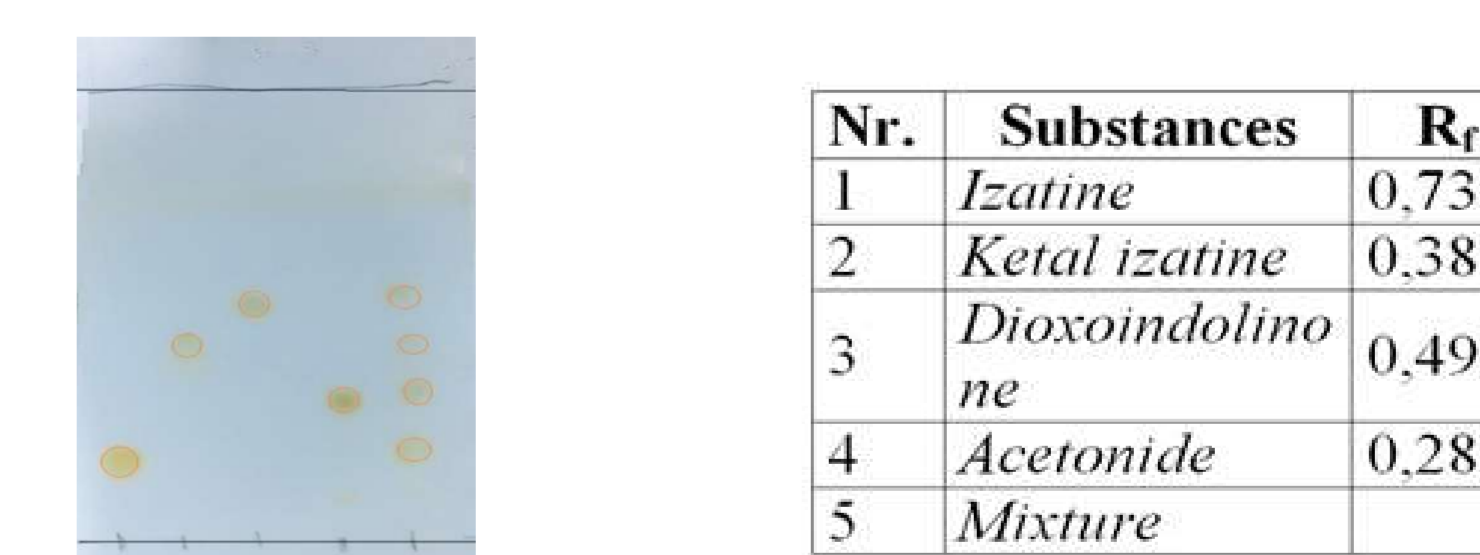 Nr. Substances Rf
1 Izatine 0,73
2 Ketal izatine 0,38
3 Dioxoindolino
ne 0,49
4 Acetonide 0,28
5 Mixture